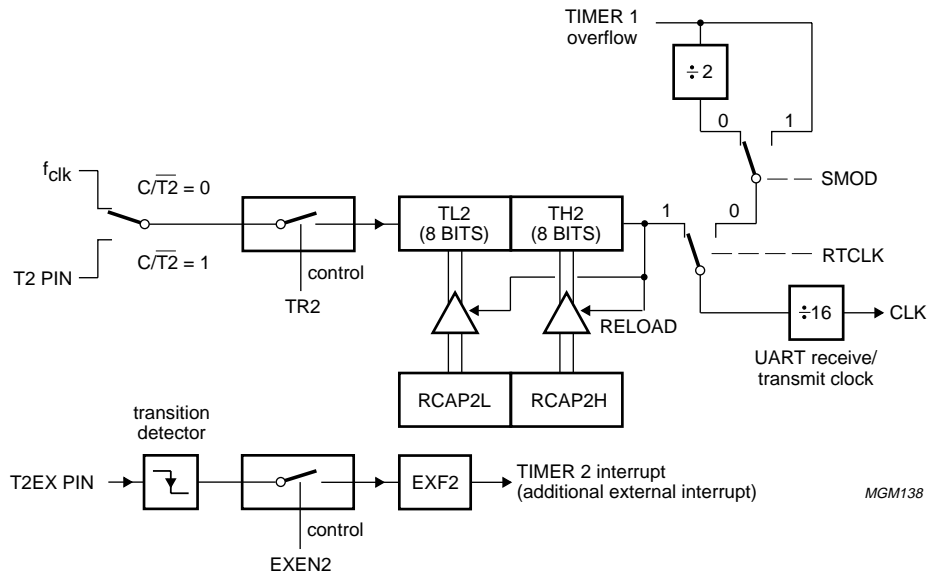 TIMER 1
overflow
÷ 2
0 1
SMOD
f_clk
C/T2̅ = 0
C/T2̅ = 1
T2 PIN
control
TR2
TL2
(8 BITS)
TH2
(8 BITS)
1 0
RTCLK
RELOAD
÷16
CLK
UART receive/
transmit clock
RCAP2L
RCAP2H
transition
detector
T2EX PIN
control
EXEN2
EXF2
TIMER 2 interrupt
(additional external interrupt)
MGM138